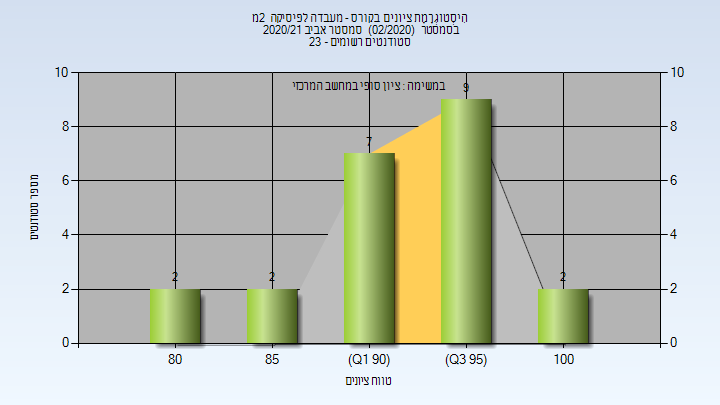 היסטוגרמת ציונים בקורס - מעבדה לפיסיקה 2מ
בסמסטר (02/2020) סמסטר אביב 2020/21
סטודנטים רשומים - 23
במשימה : ציון סופי במחשב המרכזי
10
8
6
4
2
0
10
8
6
4
2
0
2
2
7
9
2
מספר סטודנטים
80
85
(Q1 90)
(Q3 95)
100
טווח ציונים